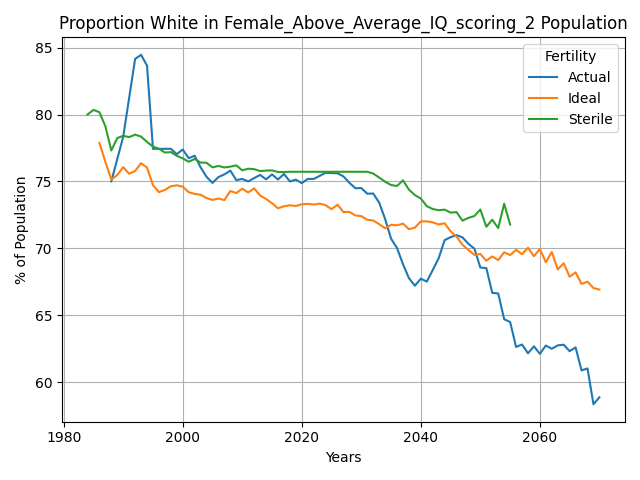 Proportion White in Female_Above_Average_IQ_scoring_2 Population
Fertility
Actual
Ideal
Sterile
85
80
75
70
65
60
% of Population
1980
2000
2020
2040
2060
Years